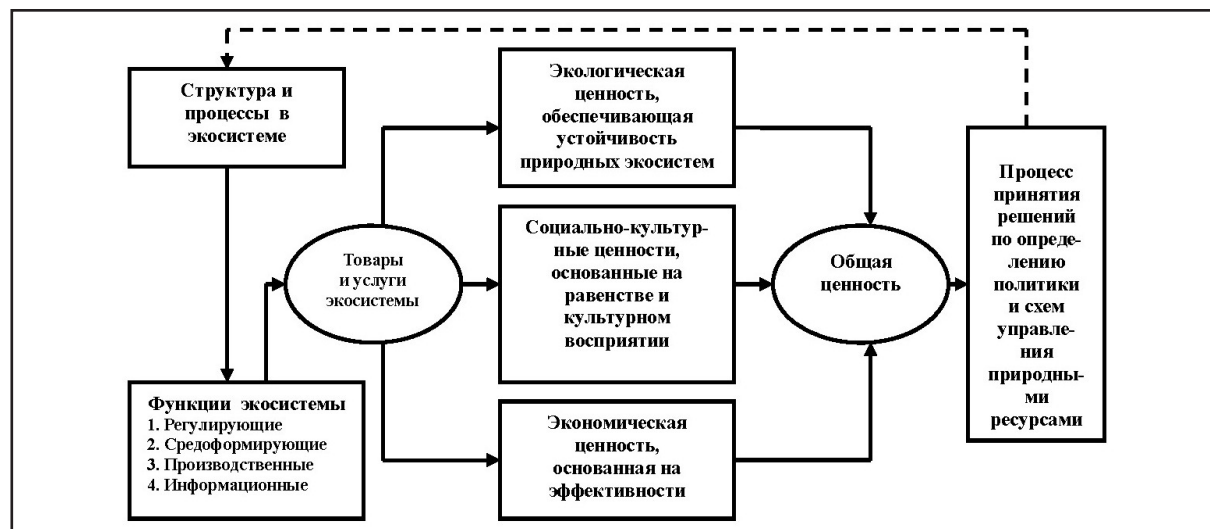 Структура и
процессы в
экосистеме
Функции экосистемы
1. Регулирующие
2. Средоформирующие
3. Производственные
4. Информационные
Товары
и услуги
экосистемы
Экологическая
ценность,
обеспечивающая
устойчивость
природных экосистем
Социально-культур-
ные ценности,
основанные на
равенстве и
культурном
восприятии
Экономическая
ценность,
основанная на
эффективности
Общая
ценность
Процесс
принятия
решений
по опреде-
лению
политики
и схем
управле-
ния
природны-
ми
ресурсами